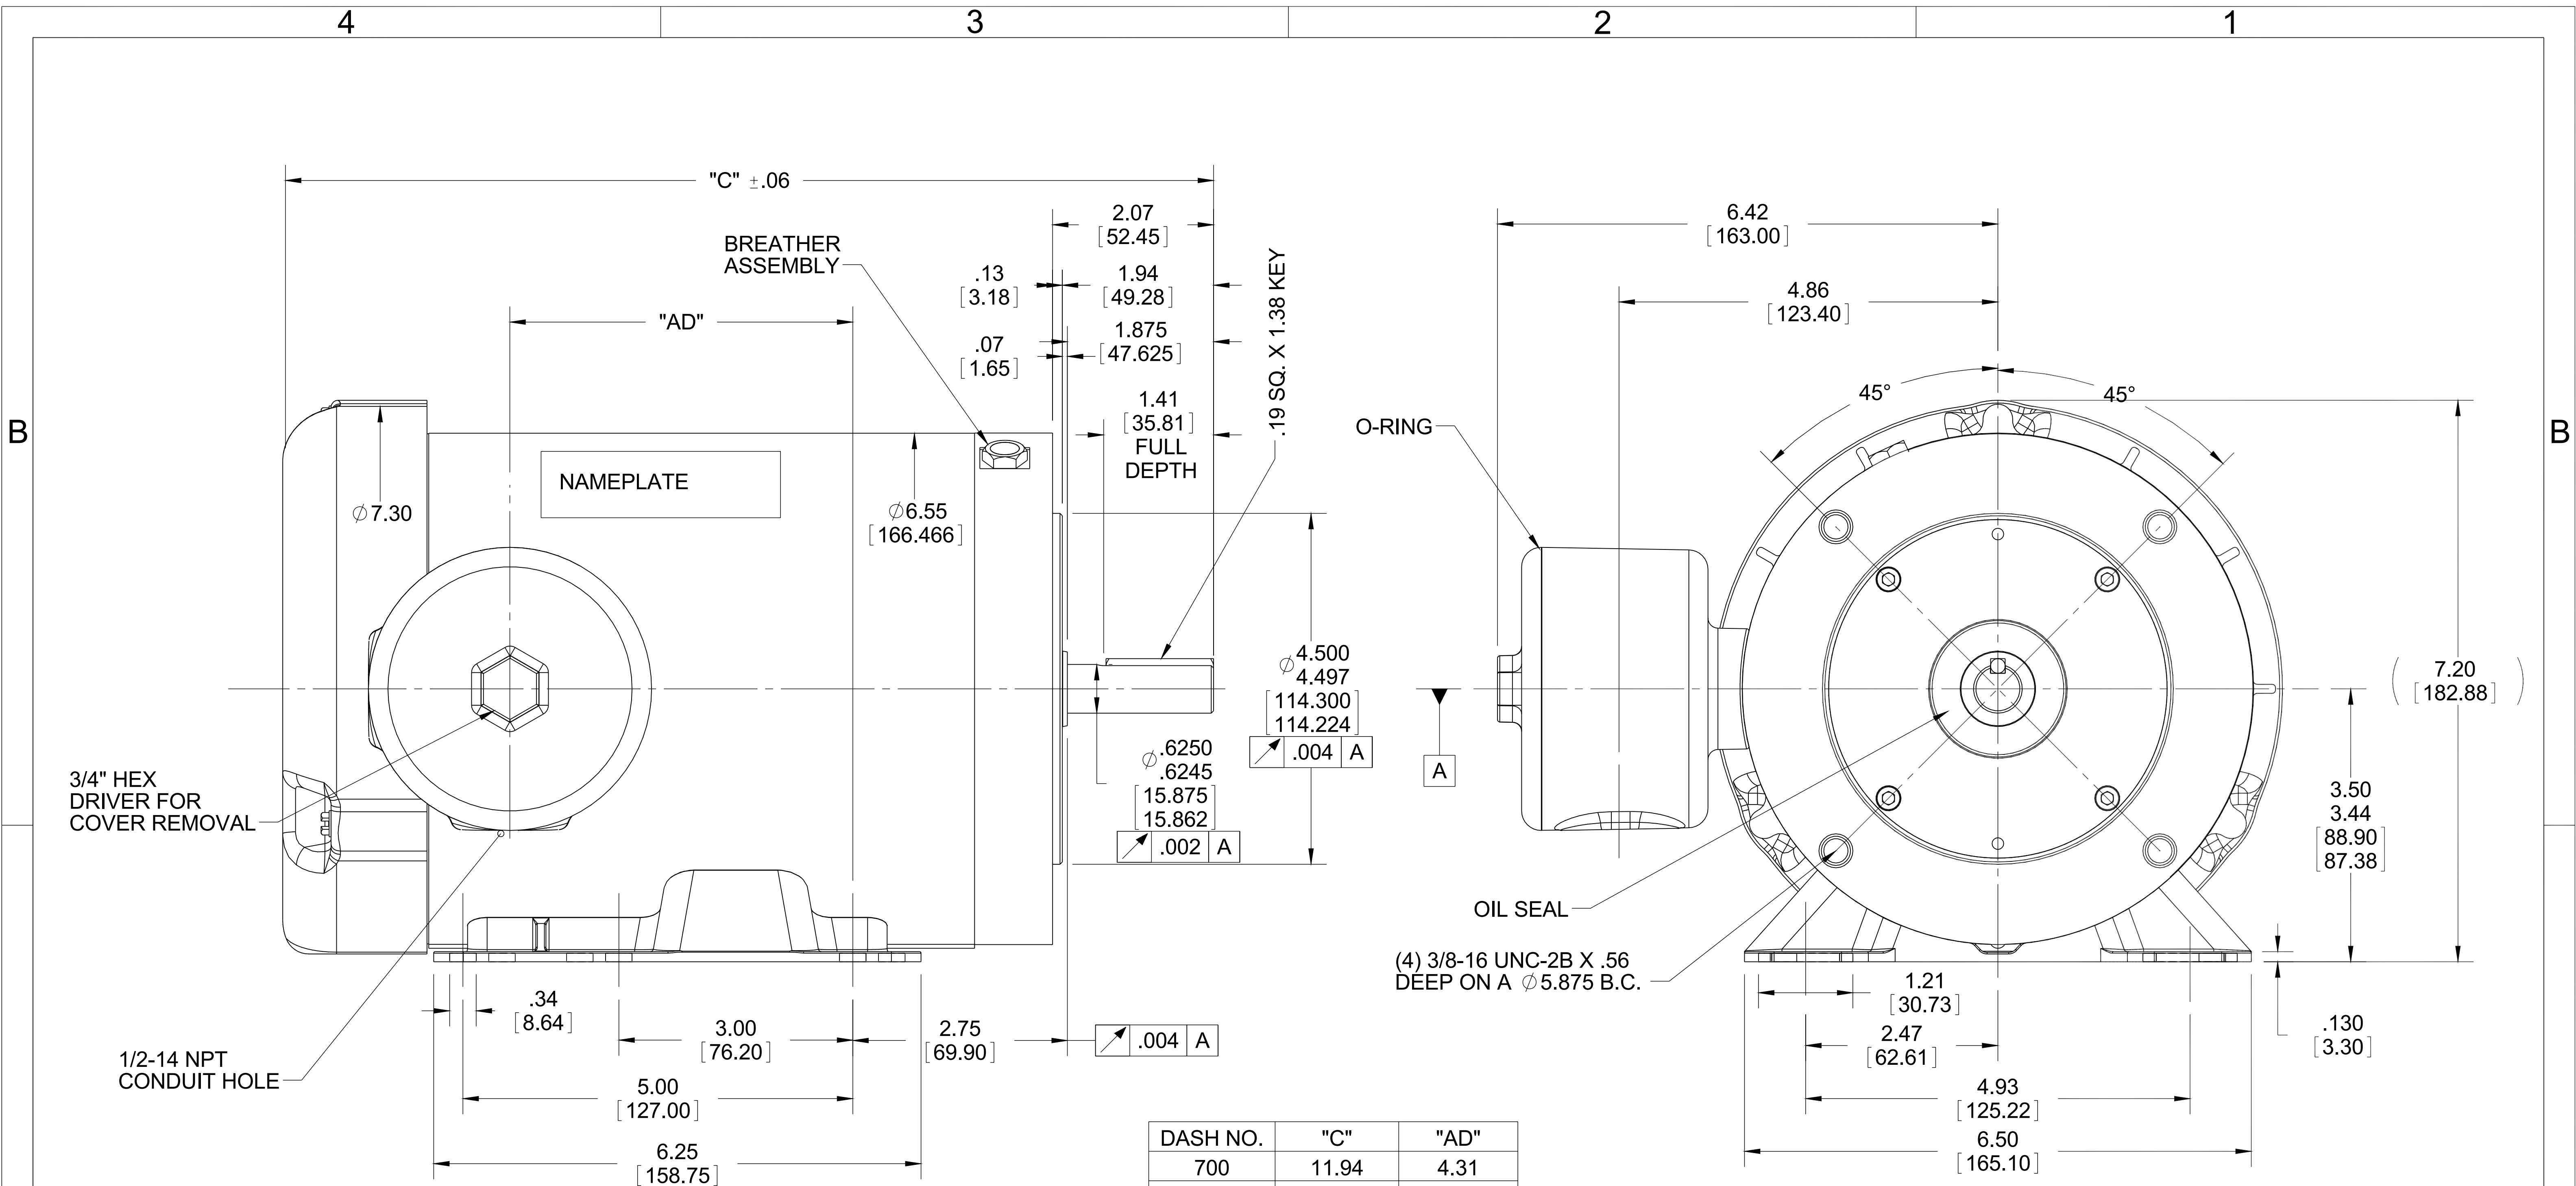 4
3
2
1
B
B
"C" ±.06
2.07
[52.45]
BREATHER
ASSEMBLY
.13
[3.18]
1.94
[49.28]
"AD"
.07
[1.65]
1.875
[47.625]
1.41
[35.81]
FULL
DEPTH
.19 SQ. X 1.38 KEY
NAMEPLATE
∅7.30
∅6.55
[166.466]
∅4.500
4.497
[114.300
114.224]
↗ .004 A
∅.6250
.6245
[15.875
15.862]
↗ .002 A
3/4" HEX
DRIVER FOR
COVER REMOVAL
1/2-14 NPT
CONDUIT HOLE
.34
[8.64]
3.00
[76.20]
2.75
[69.90]
↗ .004 A
5.00
[127.00]
6.25
[158.75]
6.42
[163.00]
4.86
[123.40]
45°
45°
O-RING
A
(7.20
[182.88])
3.50
3.44
[88.90
87.38]
OIL SEAL
(4) 3/8-16 UNC-2B X .56
DEEP ON A ∅5.875 B.C.
1.21
[30.73]
.130
[3.30]
2.47
[62.61]
4.93
[125.22]
6.50
[165.10]
DASH NO. "C" "AD"
700 11.94 4.31